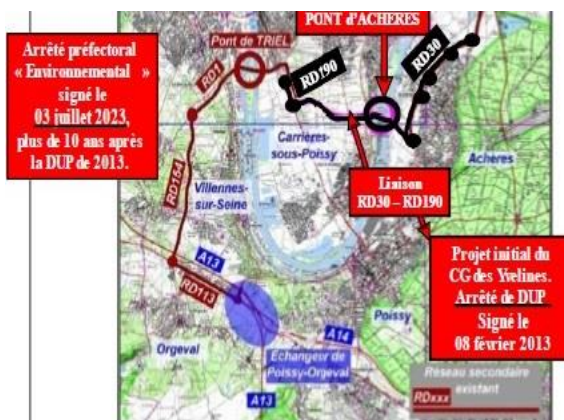 Arrêté préfectoral
« Environnemental »
signé le
03 juillet 2023,
plus de 10 ans après
la DUP de 2013.
PONT d'ACHERES
Pont de TRIEL
RD1
RD190
RD30
RD154
Carrières-
sous-Poissy
Achères
Villennes-
sur-Seine
Liaison
RD30 – RD190
A13
RD113
Projet initial du
CG des Yvelines.
Arrêté de DUP
Signé le
08 février 2013
A14
Poissy
Orgeval
Echangeur de
Poissy-Orgeval
A13
Réseau secondaire
existant
RDxxx